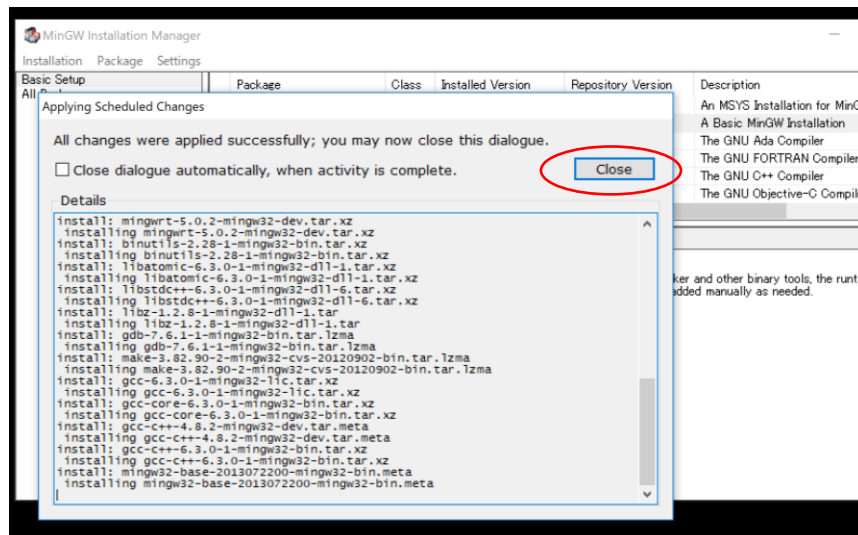 MinGW Installation Manager
Installation Package Settings
Basic Setup
Package Class Installed Version Repository Version Description
An MSYS Installation for MinG
A Basic MinGW Installation
The GNU Ada Compiler
The GNU FORTRAN Compiler
The GNU C++ Compiler
The GNU Objective-C Compil
ker and other binary tools, the runt
added manually as needed.
Applying Scheduled Changes
All changes were applied successfully; you may now close this dialogue.
Close dialogue automatically, when activity is complete.
Close
Details
install: mingwrt-5.0.2-mingw32-dev.tar.xz
installing mingwrt-5.0.2-mingw32-dev.tar.xz
install: binutils-2.28-1-mingw32-bin.tar.xz
installing binutils-2.28-1-mingw32-bin.tar.xz
install: libatomic-6.3.0-1-mingw32-dll-1.tar.xz
installing libatomic-6.3.0-1-mingw32-dll-1.tar.xz
install: libstdc++-6.3.0-1-mingw32-dll-6.tar.xz
installing libstdc++-6.3.0-1-mingw32-dll-6.tar.xz
install: libz-1.2.8-1-mingw32-dll-1.tar
installing libz-1.2.8-1-mingw32-dll-1.tar
install: gdb-7.6.1-1-mingw32-bin.tar.lzma
installing gdb-7.6.1-1-mingw32-bin.tar.lzma
install: make-3.82.90-2-mingw32-cvs-20120902-bin.tar.lzma
installing make-3.82.90-2-mingw32-cvs-20120902-bin.tar.lzma
install: gcc-6.3.0-1-mingw32-lic.tar.xz
installing gcc-6.3.0-1-mingw32-lic.tar.xz
install: gcc-core-6.3.0-1-mingw32-bin.tar.xz
installing gcc-core-6.3.0-1-mingw32-bin.tar.xz
install: gcc-c++-4.8.2-mingw32-dev.tar.meta
installing gcc-c++-4.8.2-mingw32-dev.tar.meta
install: gcc-c++-6.3.0-1-mingw32-bin.tar.xz
installing gcc-c++-6.3.0-1-mingw32-bin.tar.xz
install: mingw32-base-2013072200-mingw32-bin.meta
installing mingw32-base-2013072200-mingw32-bin.meta